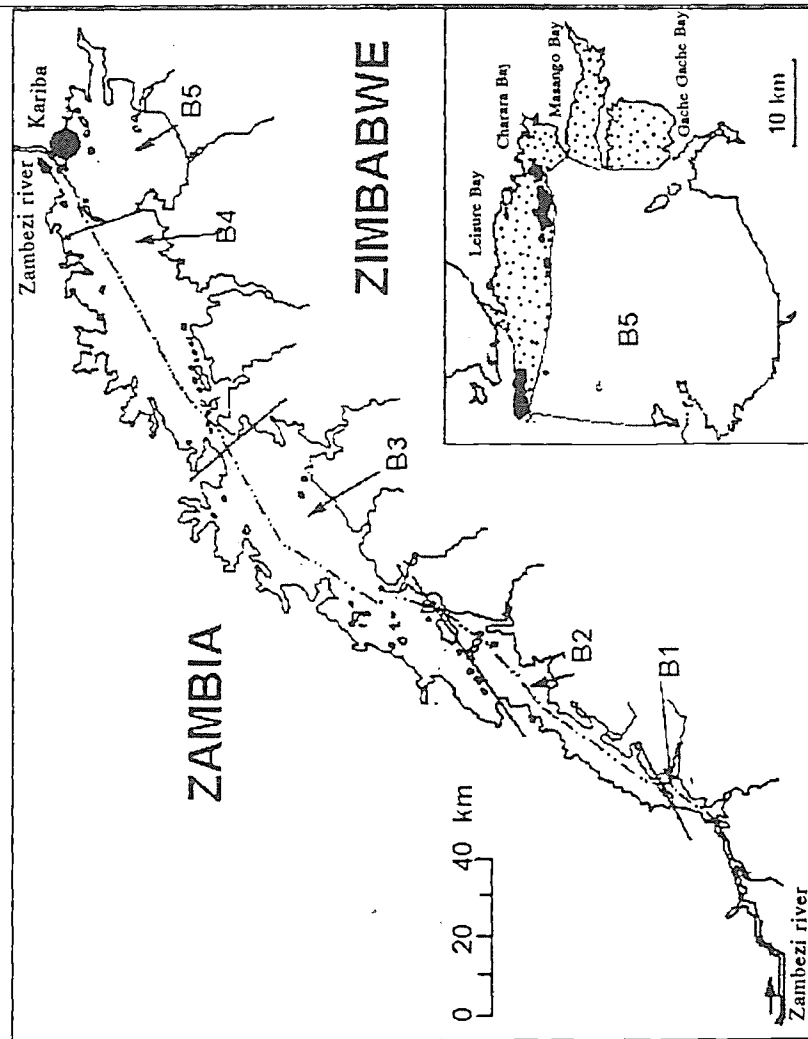 Zambezi river
Kariba
B5
B4
ZIMBABWE
B3
ZAMBIA
B2
B1
0 20 40 km
Zambezi river
Leisure Bay
Charara Baj
Masango Bay
Gache Gache Bay
B5
10 km